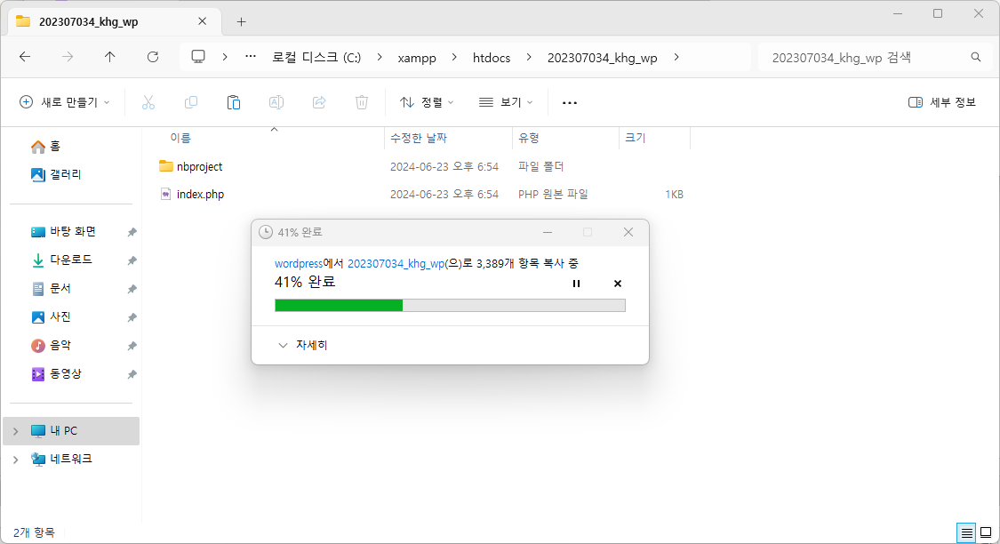 202307034_khg_wp
로컬 디스크 (C:) xampp htdocs 202307034_khg_wp
202307034_khg_wp 검색
새로 만들기 정렬 보기 세부 정보
홈
갤러리
바탕 화면
다운로드
문서
사진
음악
동영상
내 PC
네트워크
이름 수정한 날짜 유형 크기
nbproject 2024-06-23 오후 6:54 파일 폴더
index.php 2024-06-23 오후 6:54 PHP 원본 파일 1KB
41% 완료
wordpress에서 202307034_khg_wp(으)로 3,389개 항목 복사 중
41% 완료
자세히
2개 항목